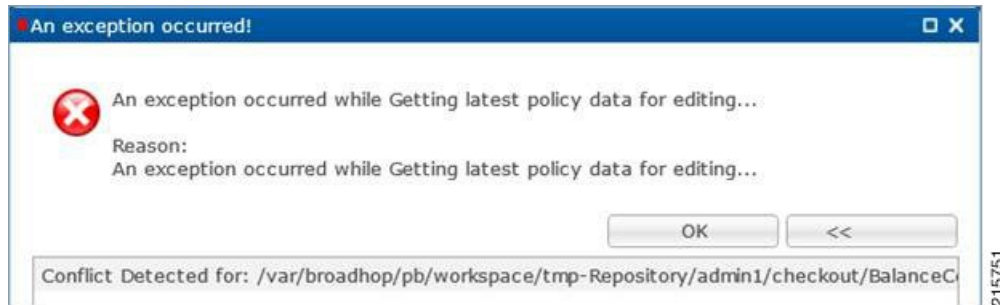 An exception occurred!
An exception occurred while Getting latest policy data for editing...
Reason:
An exception occurred while Getting latest policy data for editing...
OK
<<
Conflict Detected for: /var/broadhop/pb/workspace/tmp-Repository/admin1/checkout/BalanceC
215751